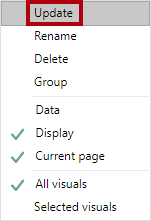 Update
Rename
Delete
Group
Data
Display
Current page
All visuals
Selected visuals